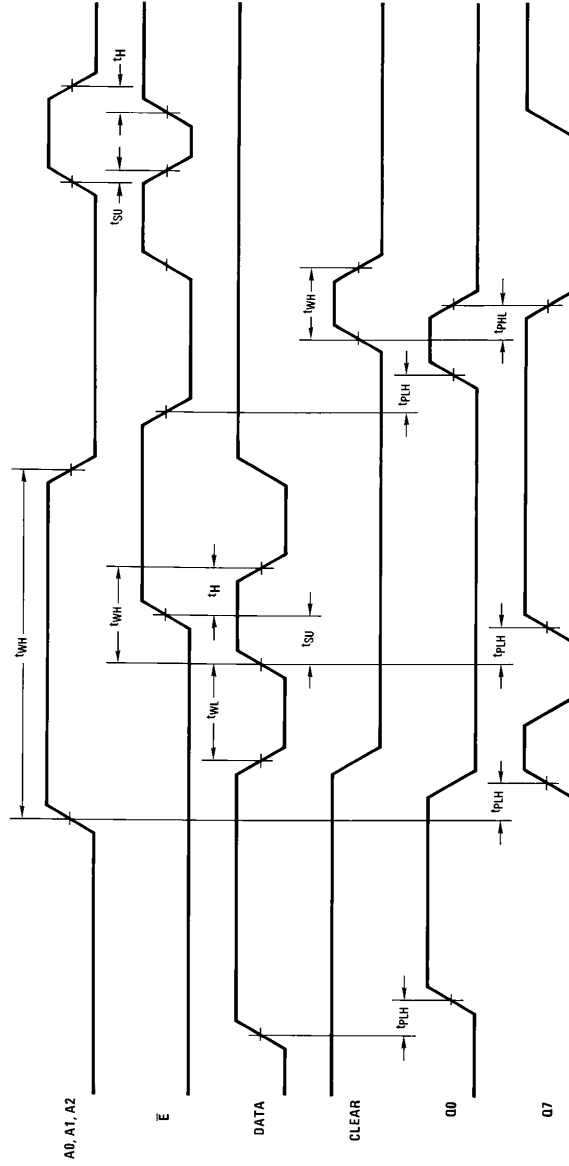 A0, A1, A2
tWH
tSU
tH
E̅
tWH
tH
DATA
tWL
tSU
CLEAR
tWH
tPLH
tPLH
tPHL
Q0
tPLH
tPLH
Q7